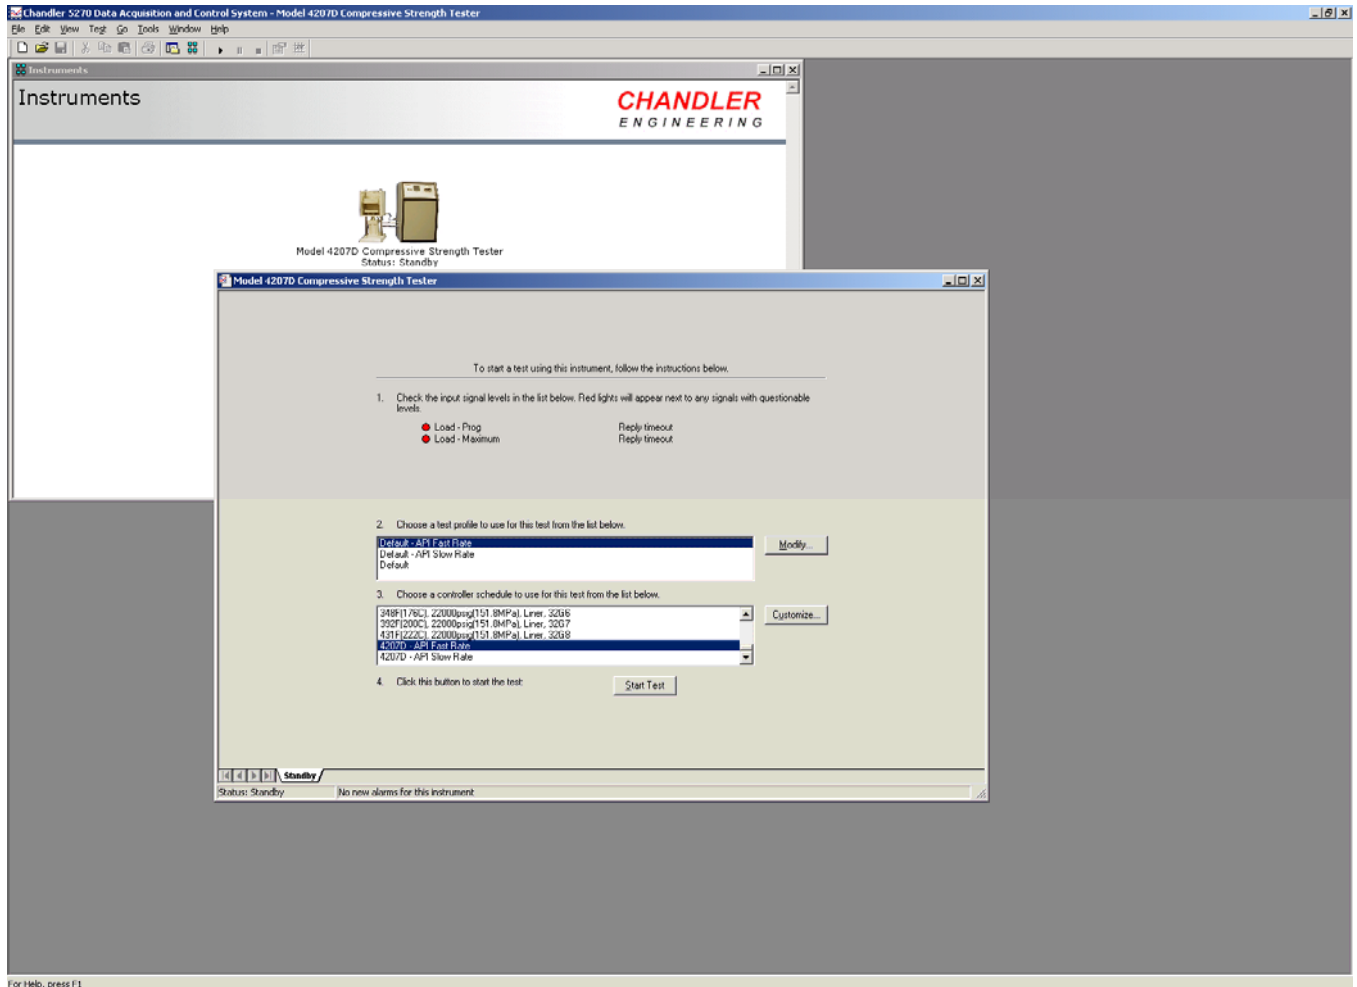 Chandler 5270 Data Acquisition and Control System - Model 4207D Compressive Strength Tester
File Edit View Test Go Tools Window Help
Instruments
Instruments
CHANDLER
ENGINEERING
Model 4207D Compressive Strength Tester
Status: Standby
Model 4207D Compressive Strength Tester
To start a test using this instrument, follow the instructions below.
1. Check the input signal levels in the list below. Red lights will appear next to any signals with questionable
levels.
Load - Prog Reply timeout
Load - Maximum Reply timeout
2. Choose a test profile to use for this test from the list below.
Default - API Fast Rate
Modify...
Default - API Slow Rate
Default
3. Choose a controller schedule to use for this test from the list below.
348F(176C), 22000psig(151.8MPa), Liner, 32G6
Customize...
392F(200C), 22000psig(151.8MPa), Liner, 32G7
431F(222C), 22000psig(151.8MPa), Liner, 32G8
4207D - API Fast Rate
4207D - API Slow Rate
4. Click this button to start the test: Start Test
Standby
Status: Standby No new alarms for this instrument
For Help, press F1